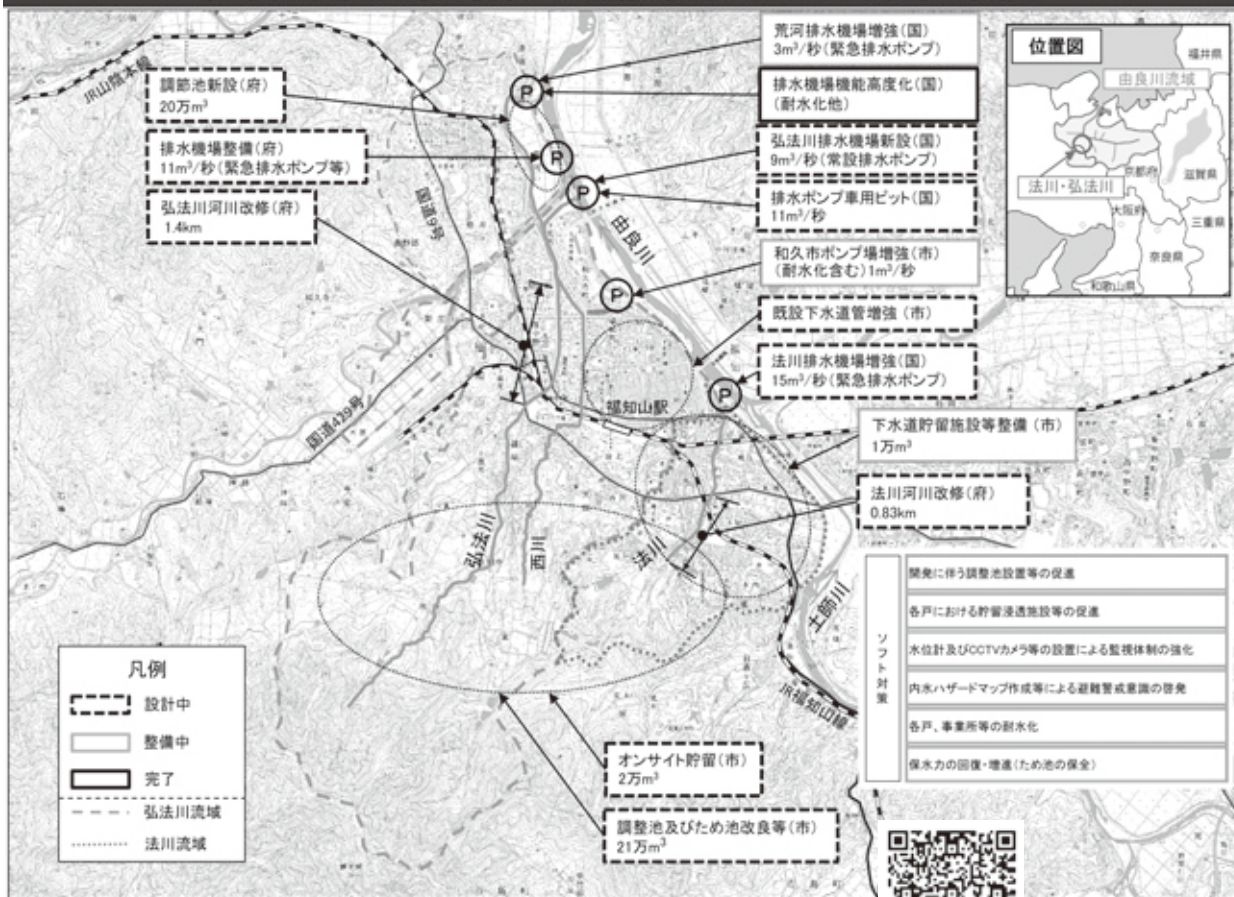 荒河排水機場増強(国)
3m³/秒(緊急排水ポンプ)
排水機場機能高度化(国)
(耐水化他)
弘法川排水機場新設(国)
9m³/秒(常設排水ポンプ)
排水ポンプ車用ピット(国)
11m³/秒
和久市ポンプ場増強(市)
(耐水化含む)1m³/秒
既設下水道管増強(市)
法川排水機場増強(国)
15m³/秒(緊急排水ポンプ)
下水道貯留施設等整備(市)
1万m³
法川河川改修(府)
0.83km
調節池新設(府)
20万m³
排水機場整備(府)
11m³/秒(緊急排水ポンプ等)
弘法川河川改修(府)
1.4km
オンサイト貯留(市)
2万m³
調整池及びため池改良等(市)
21万m³
JR山陰本線
国道9号
国道429号
由良川
福知山駅
弘法川
西川
法川
土師川
JR福知山線
P
P
P
P
P
位置図
福井県
由良川流域
京都府
滋賀県
法川・弘法川
大阪府
三重県
奈良県
和歌山県
凡例
設計中
整備中
完了
弘法川流域
法川流域
ソフト対策
開発に伴う調整池設置等の促進
各戸における貯留浸透施設等の促進
水位計及びCCTVカメラ等の設置による監視体制の強化
内水ハザードマップ作成等による避難警戒意識の啓発
各戸、事業所等の耐水化
保水力の回復・増進(ため池の保全)